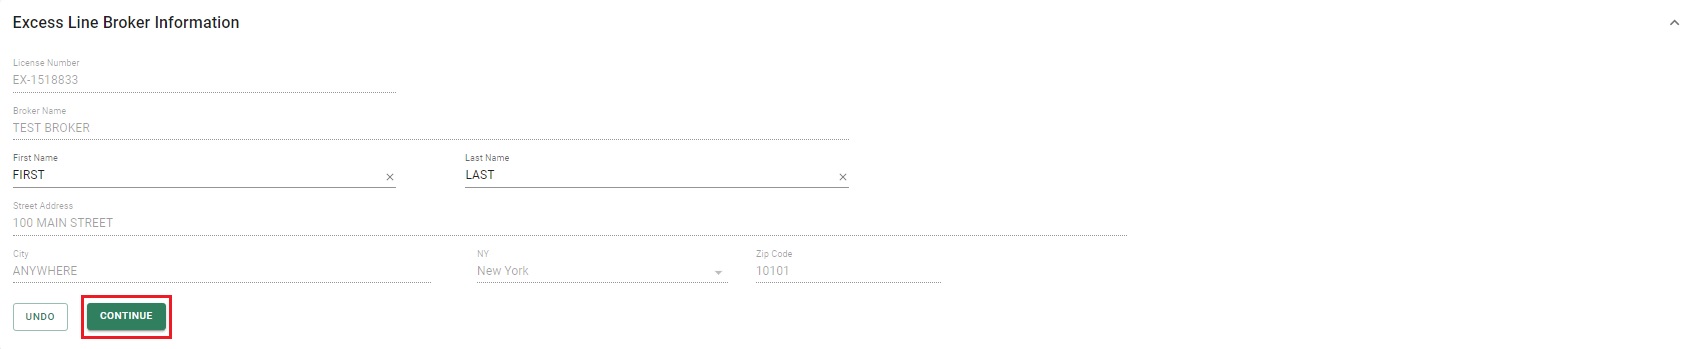 Excess Line Broker Information
License Number
EX-1518833
Broker Name
TEST BROKER
First Name Last Name
FIRST LAST
Street Address
100 MAIN STREET
City NY Zip Code
ANYWHERE New York 10101
UNDO CONTINUE